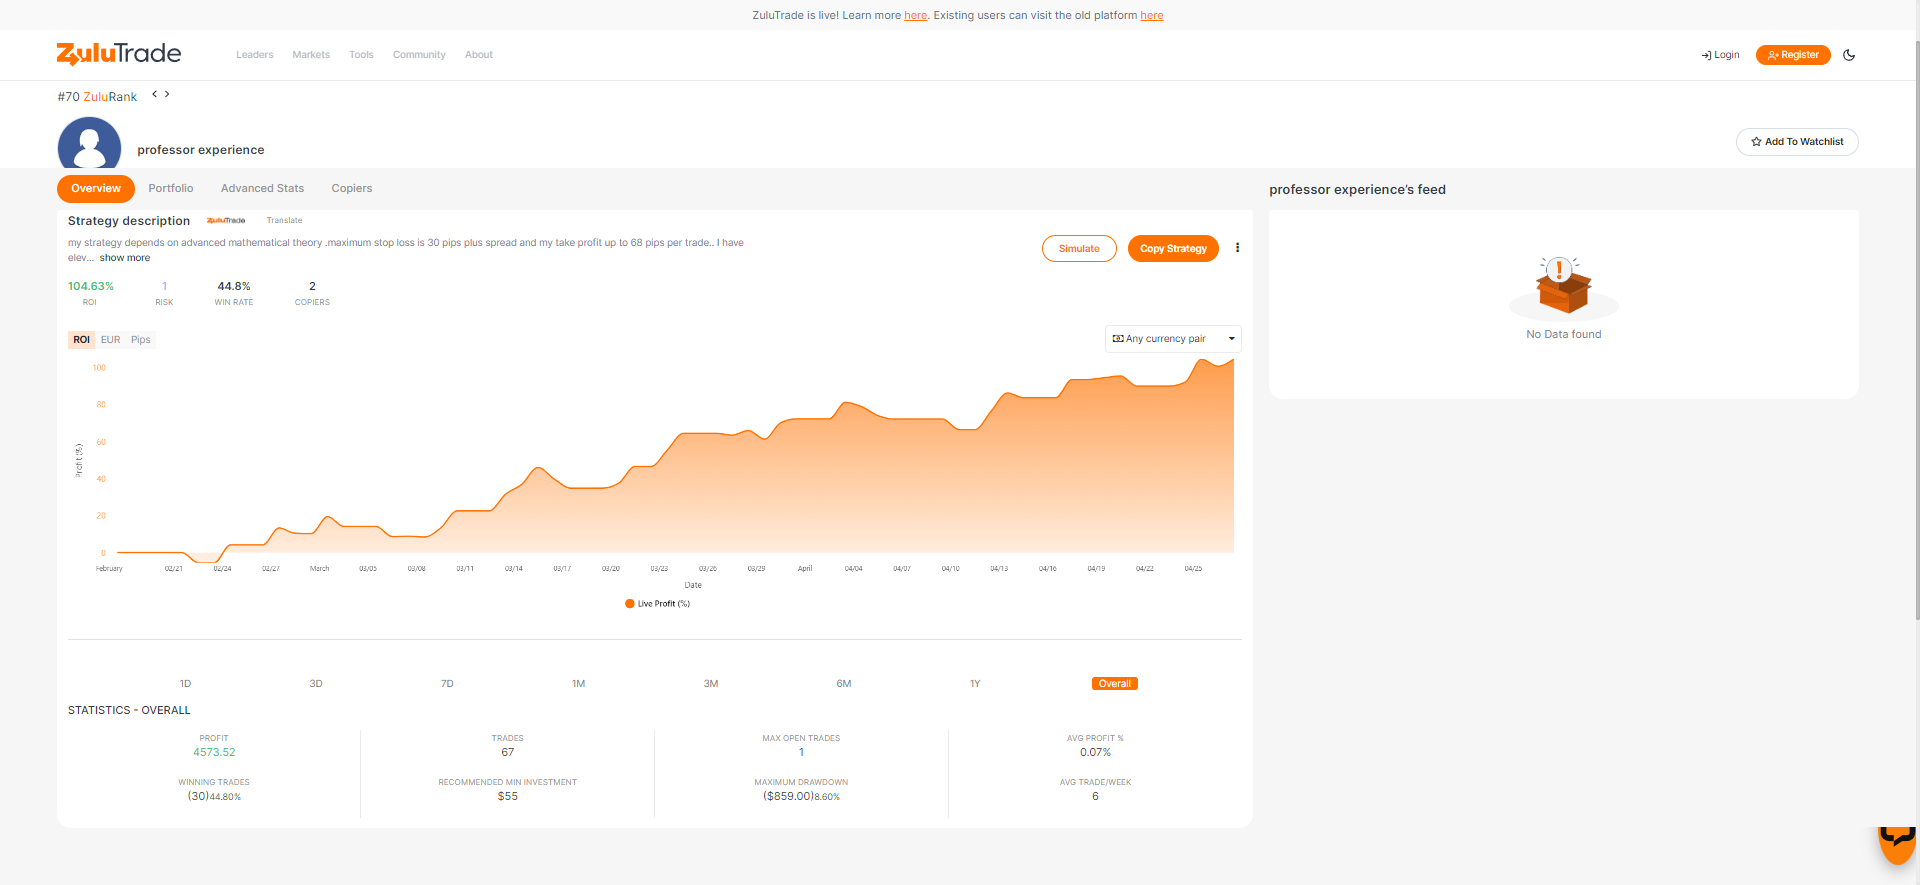 ZuluTrade is live! Learn more here. Existing users can visit the old platform here
ZuluTrade
Leaders
Markets
Tools
Community
About
Login
Register
#70 ZuluRank
professor experience
Add To Watchlist
Overview
Portfolio
Advanced Stats
Copiers
professor experience's feed
Strategy description
ZuluTrade
Translate
my strategy depends on advanced mathematical theory .maximum stop loss is 30 pips plus spread and my take profit up to 68 pips per trade.. I have
elev... show more
Simulate
Copy Strategy
104.63%
1
44.8%
2
ROI
RISK
WIN RATE
COPIERS
No Data found
ROI
EUR
Pips
Any currency pair
100
80
60
40
20
0
Profit (%)
February
02/21
02/24
02/27
March
03/05
03/08
03/11
03/14
03/17
03/20
03/23
03/26
03/29
April
04/04
04/07
04/10
04/13
04/16
04/19
04/22
04/25
Date
Live Profit (%)
1D
3D
7D
1M
3M
6M
1Y
Overall
STATISTICS - OVERALL
PROFIT
4573.52
TRADES
67
MAX OPEN TRADES
1
AVG PROFIT %
0.07%
WINNING TRADES
(30)44.80%
RECOMMENDED MIN INVESTMENT
$55
MAXIMUM DRAWDOWN
($859.00)8.60%
AVG TRADE/WEEK
6